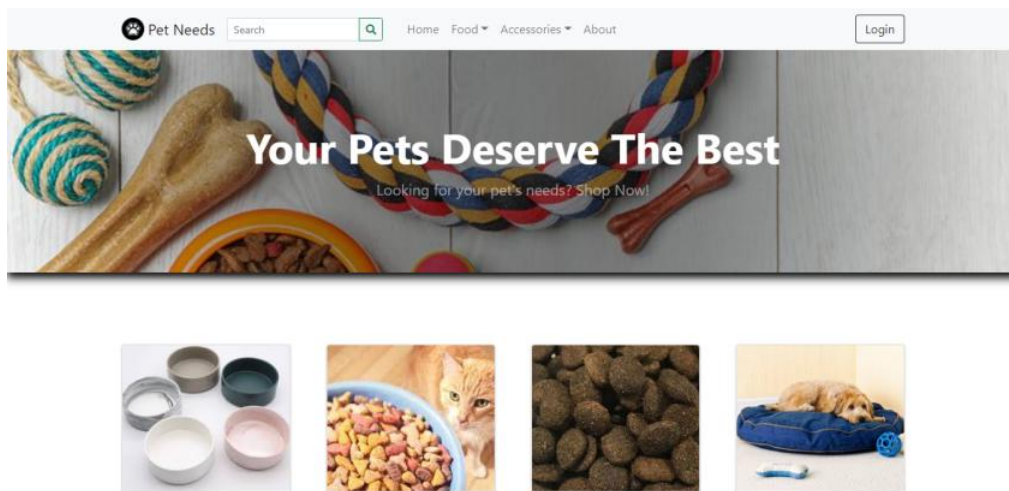 Pet Needs
Search
Home Food Accessories About
Login
Your Pets Deserve The Best
Looking for your pet's needs? Shop Now!